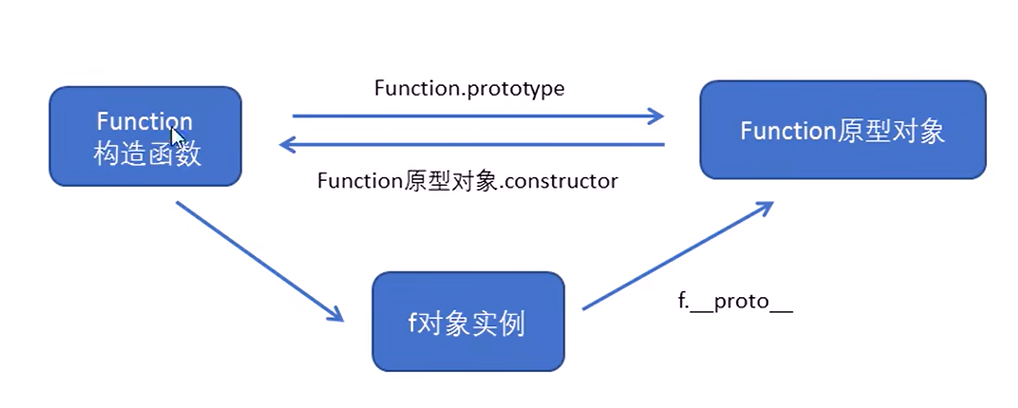 Function.prototype
Function
构造函数
Function原型对象
Function原型对象.constructor
f对象实例
f.__proto__